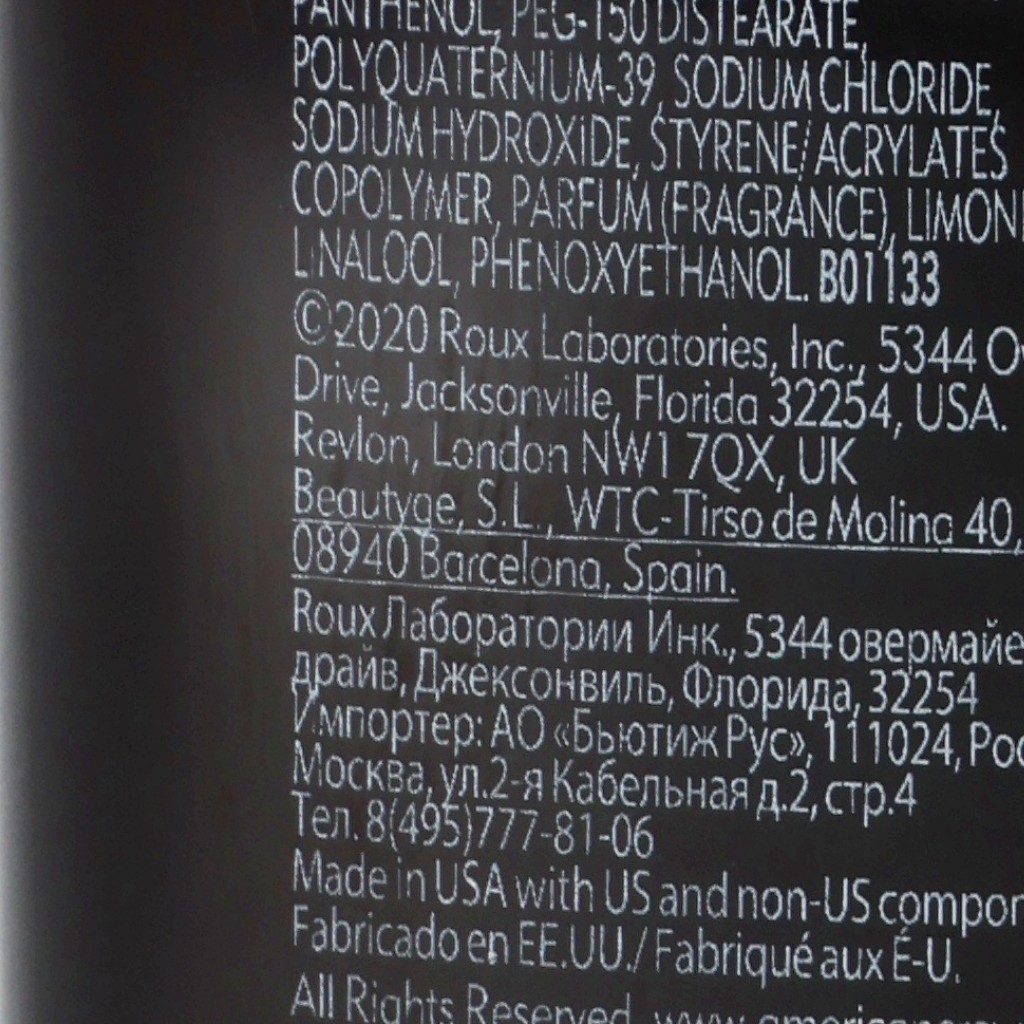 PANTHENOL, PEG-150 DISTEARATE,
POLYQUATERNIUM-39, SODIUM CHLORIDE,
SODIUM HYDROXIDE, STYRENE/ACRYLATES
COPOLYMER, PARFUM (FRAGRANCE),
LINALOOL, PHENOXYETHANOL. B01133
©2020 Roux Laboratories, Inc., 5344
Drive, Jacksonville, Florida 32254, USA.
Revlon, London NW1 7QX, UK
Beautyge, S.L., WTC-Tirso de Molina 40,
08940 Barcelona, Spain.
Roux Лаборатории Инк., 5344
драйв, Джексонвиль, Флорида, 32254
Импортер: АО «Бьютиж Рус», 111024,
Москва, ул.2-я Кабельная д.2, стр.4
Тел. 8(495)777-81-06
Made in USA with US and non-US
Fabricado en EE.UU./ Fabriqué aux É-U.
All Rights Reserved.